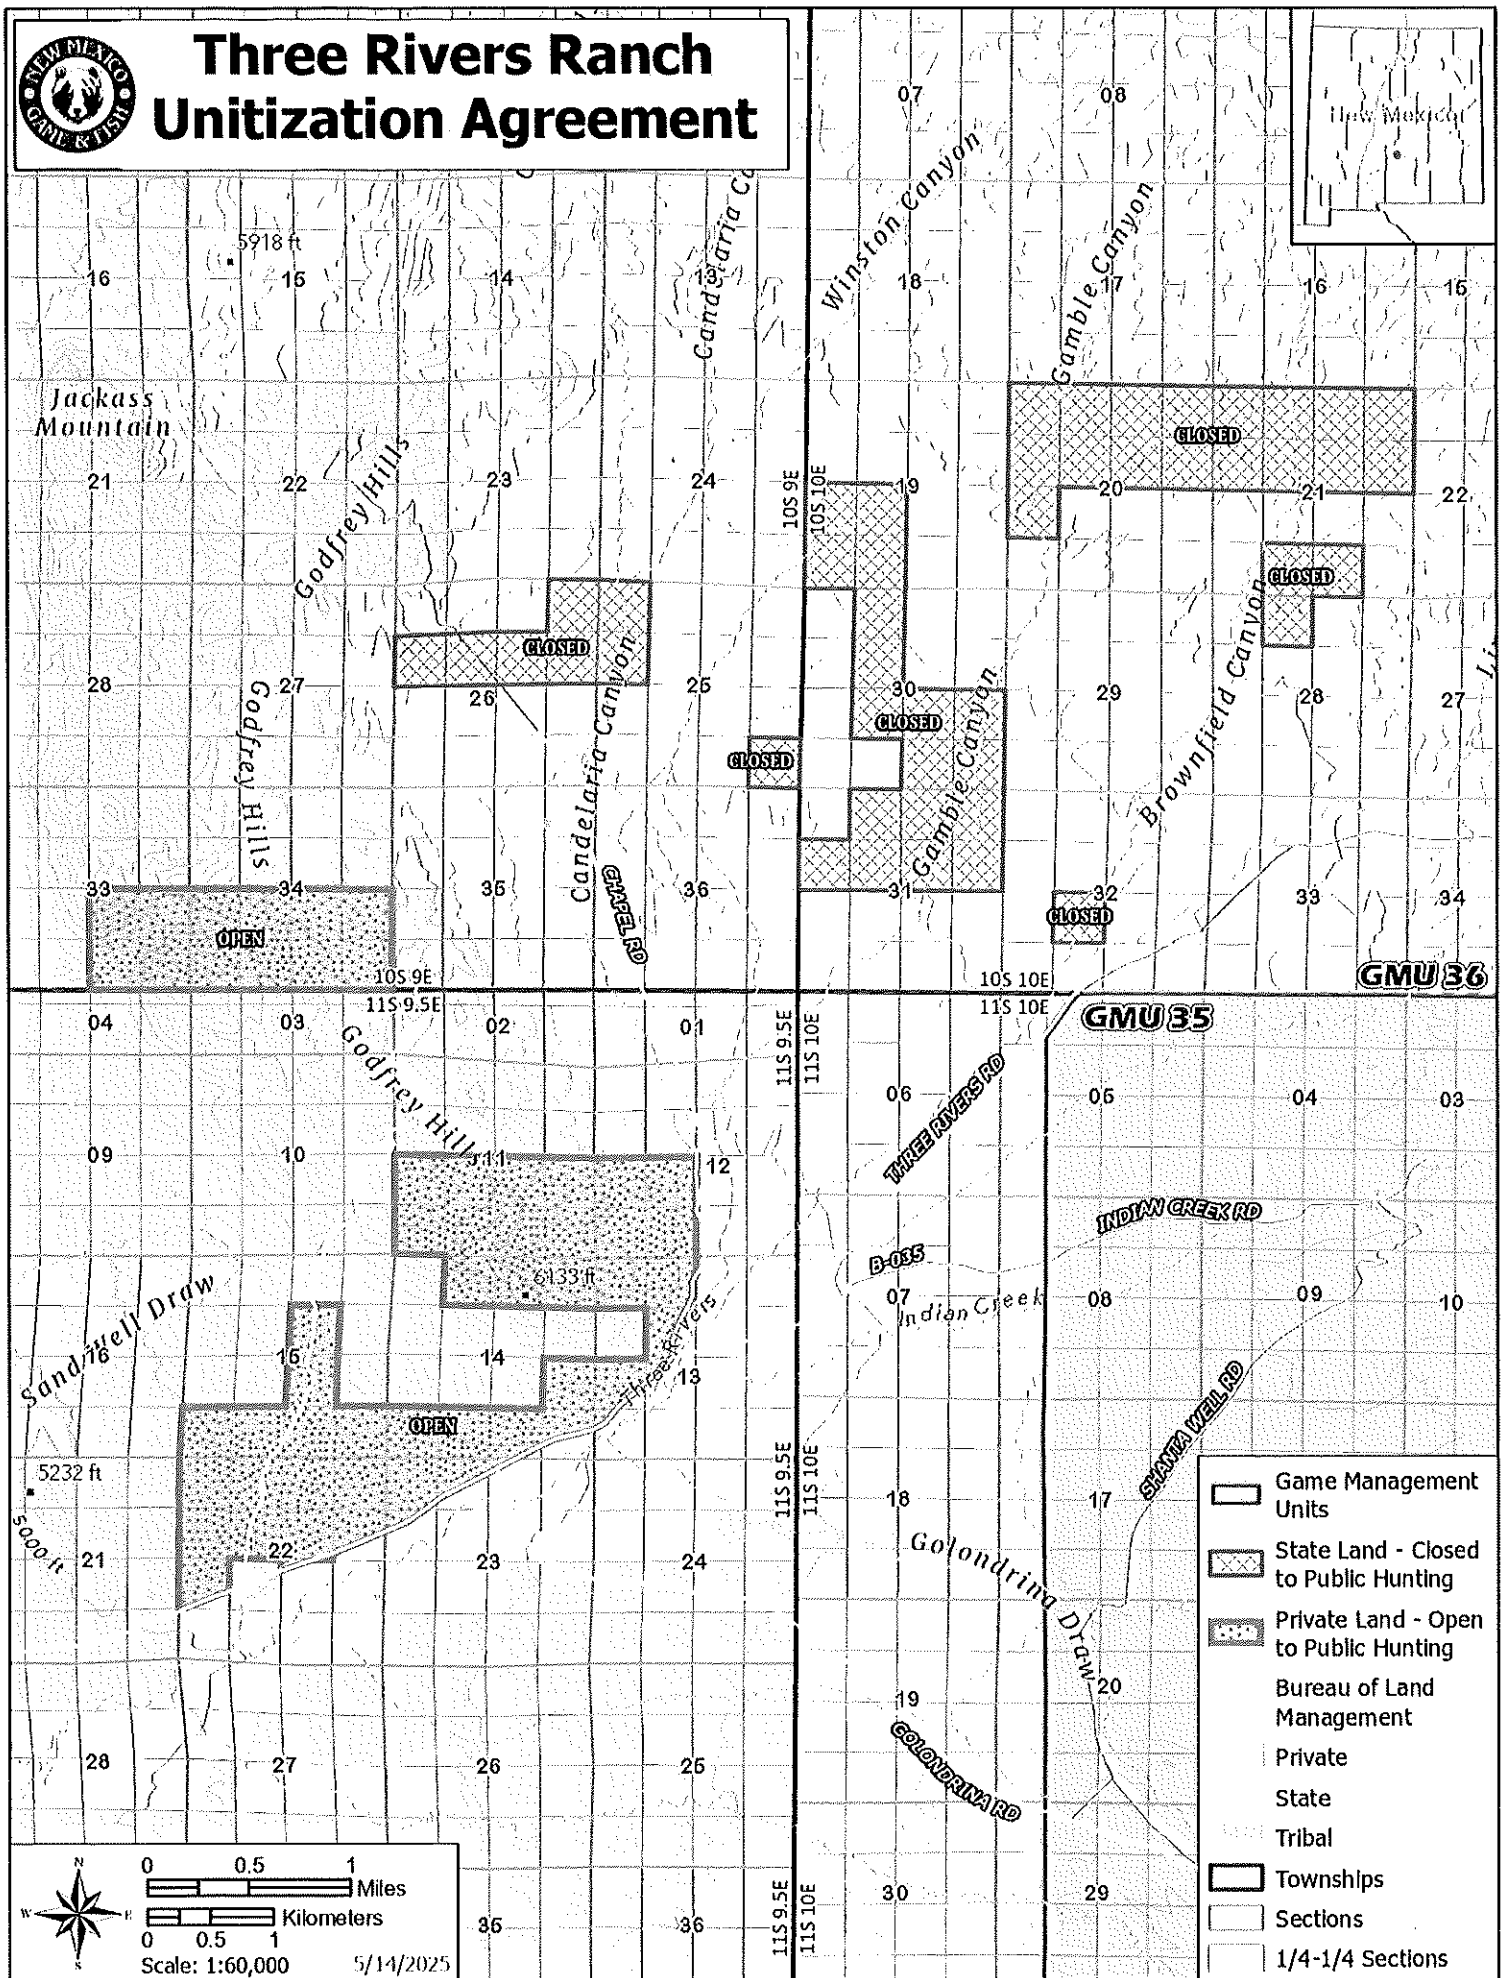 Three Rivers Ranch
Unitization Agreement
NEW MEXICO
GAME & FISH
New Mexico
07
08
Winston Canyon
Gamble Canyon
Candelaria
5918 ft
16
15
14
13
18
17
16
15
Jackass
Mountain
Godfrey Hills
CLOSED
21
22
23
24
10S 9E
10S 10E
19
20
21
22
CLOSED
CLOSED
28
27
26
25
30
29
28
27
Godfrey Hills
Candelaria Canyon
CLOSED
Gamble Canyon
Brownfield Canyon
CLOSED
33
34
35
36
31
32
33
34
CHAPEL RD
CLOSED
OPEN
10S 9E
11S 9.5E
10S 10E
11S 10E
GMU 36
GMU 35
04
03
02
01
11S 9.5E
11S 10E
Godfrey Hills
THREE RIVERS RD
06
05
04
03
09
10
11
12
INDIAN CREEK RD
B-035
6133 ft
07
Indian Creek
08
09
10
Sand Well Draw
Three Rivers
16
15
14
13
SHANTA WELL RD
OPEN
5232 ft
5000 ft
11S 9.5E
11S 10E
18
17
Golondrina Draw
21
22
23
24
19
20
GOLONDRINA RD
28
27
26
25
30
29
35
36
11S 9.5E
11S 10E
Game Management
Units
State Land - Closed
to Public Hunting
Private Land - Open
to Public Hunting
Bureau of Land
Management
Private
State
Tribal
Townships
Sections
1/4-1/4 Sections
N
W
E
S
0 0.5 1
Miles
Kilometers
0 0.5 1
Scale: 1:60,000
5/14/2025